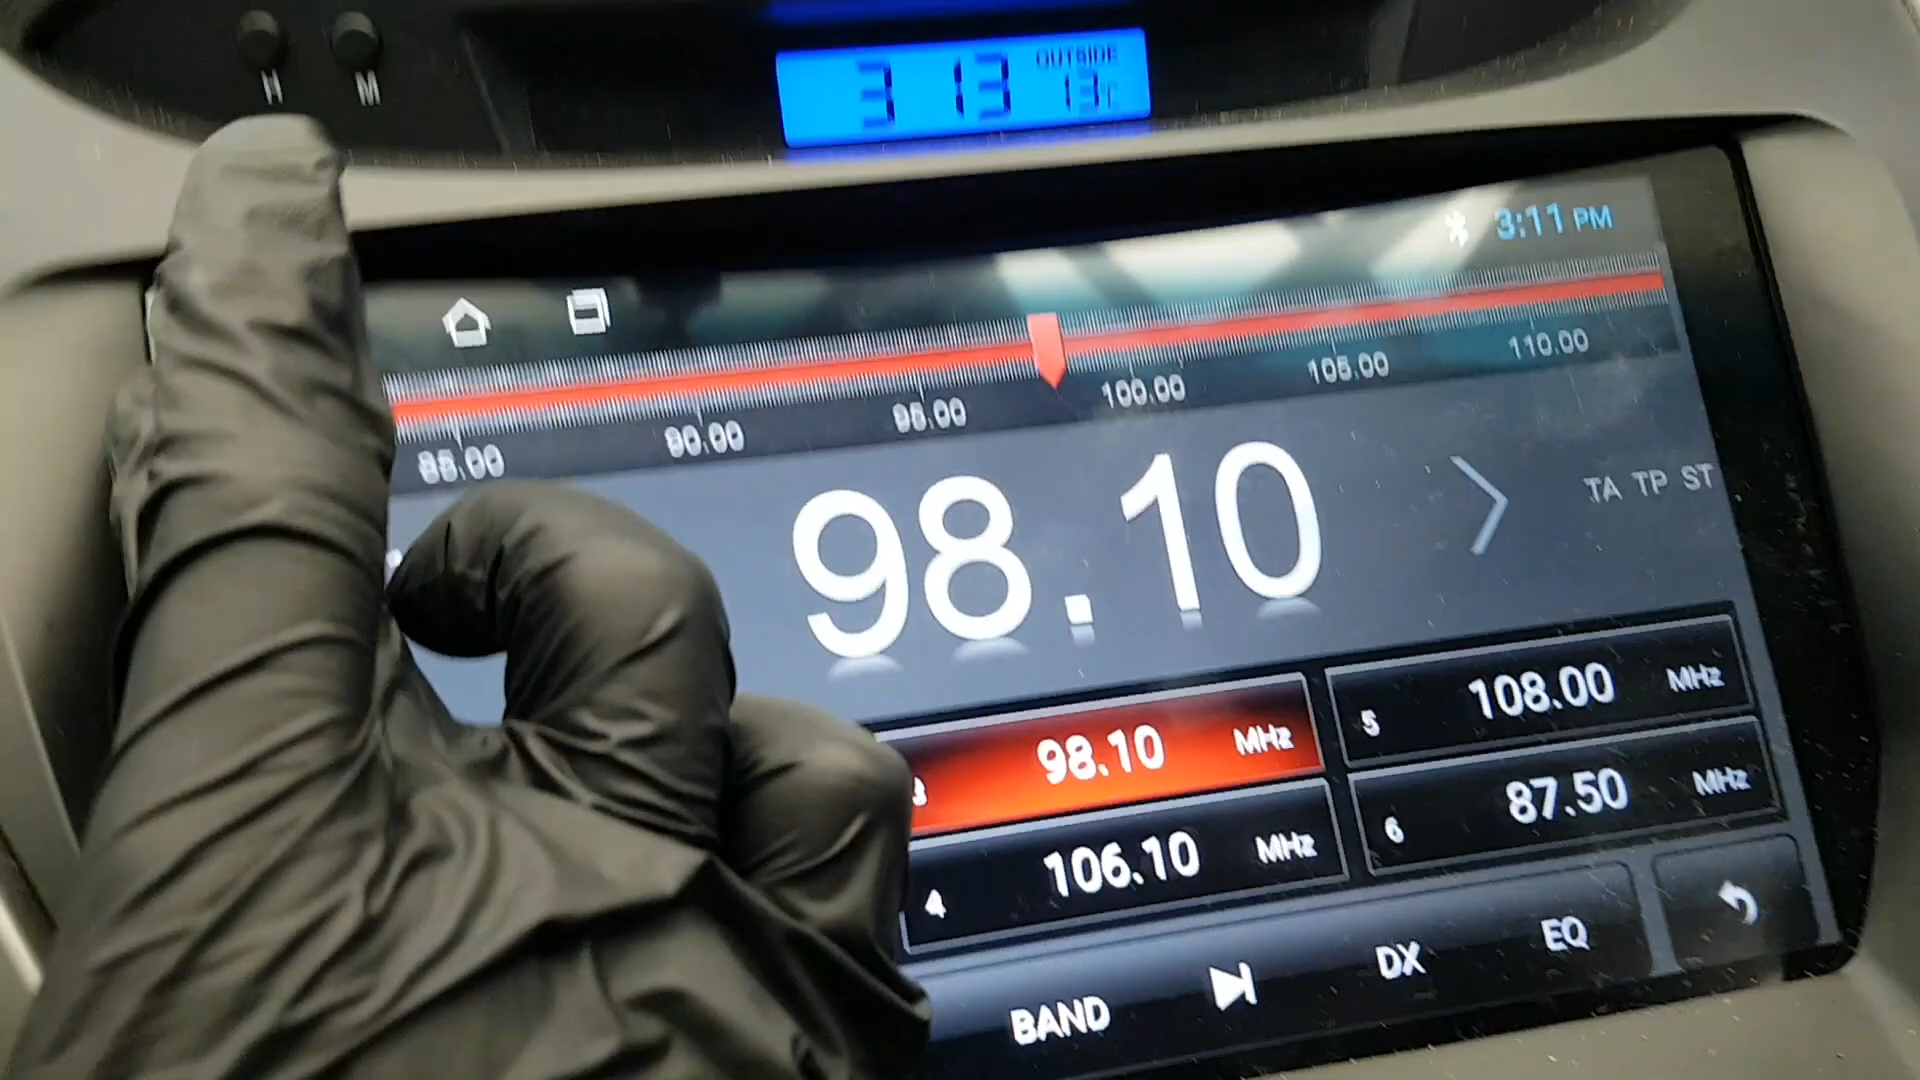 H M
3 13 OUTSIDE 13°C
3:11 PM
85.00 90.00 95.00 100.00 105.00 110.00
98.10
TA TP ST
3 98.10 MHz
5 108.00 MHz
4 106.10 MHz
6 87.50 MHz
BAND DX EQ